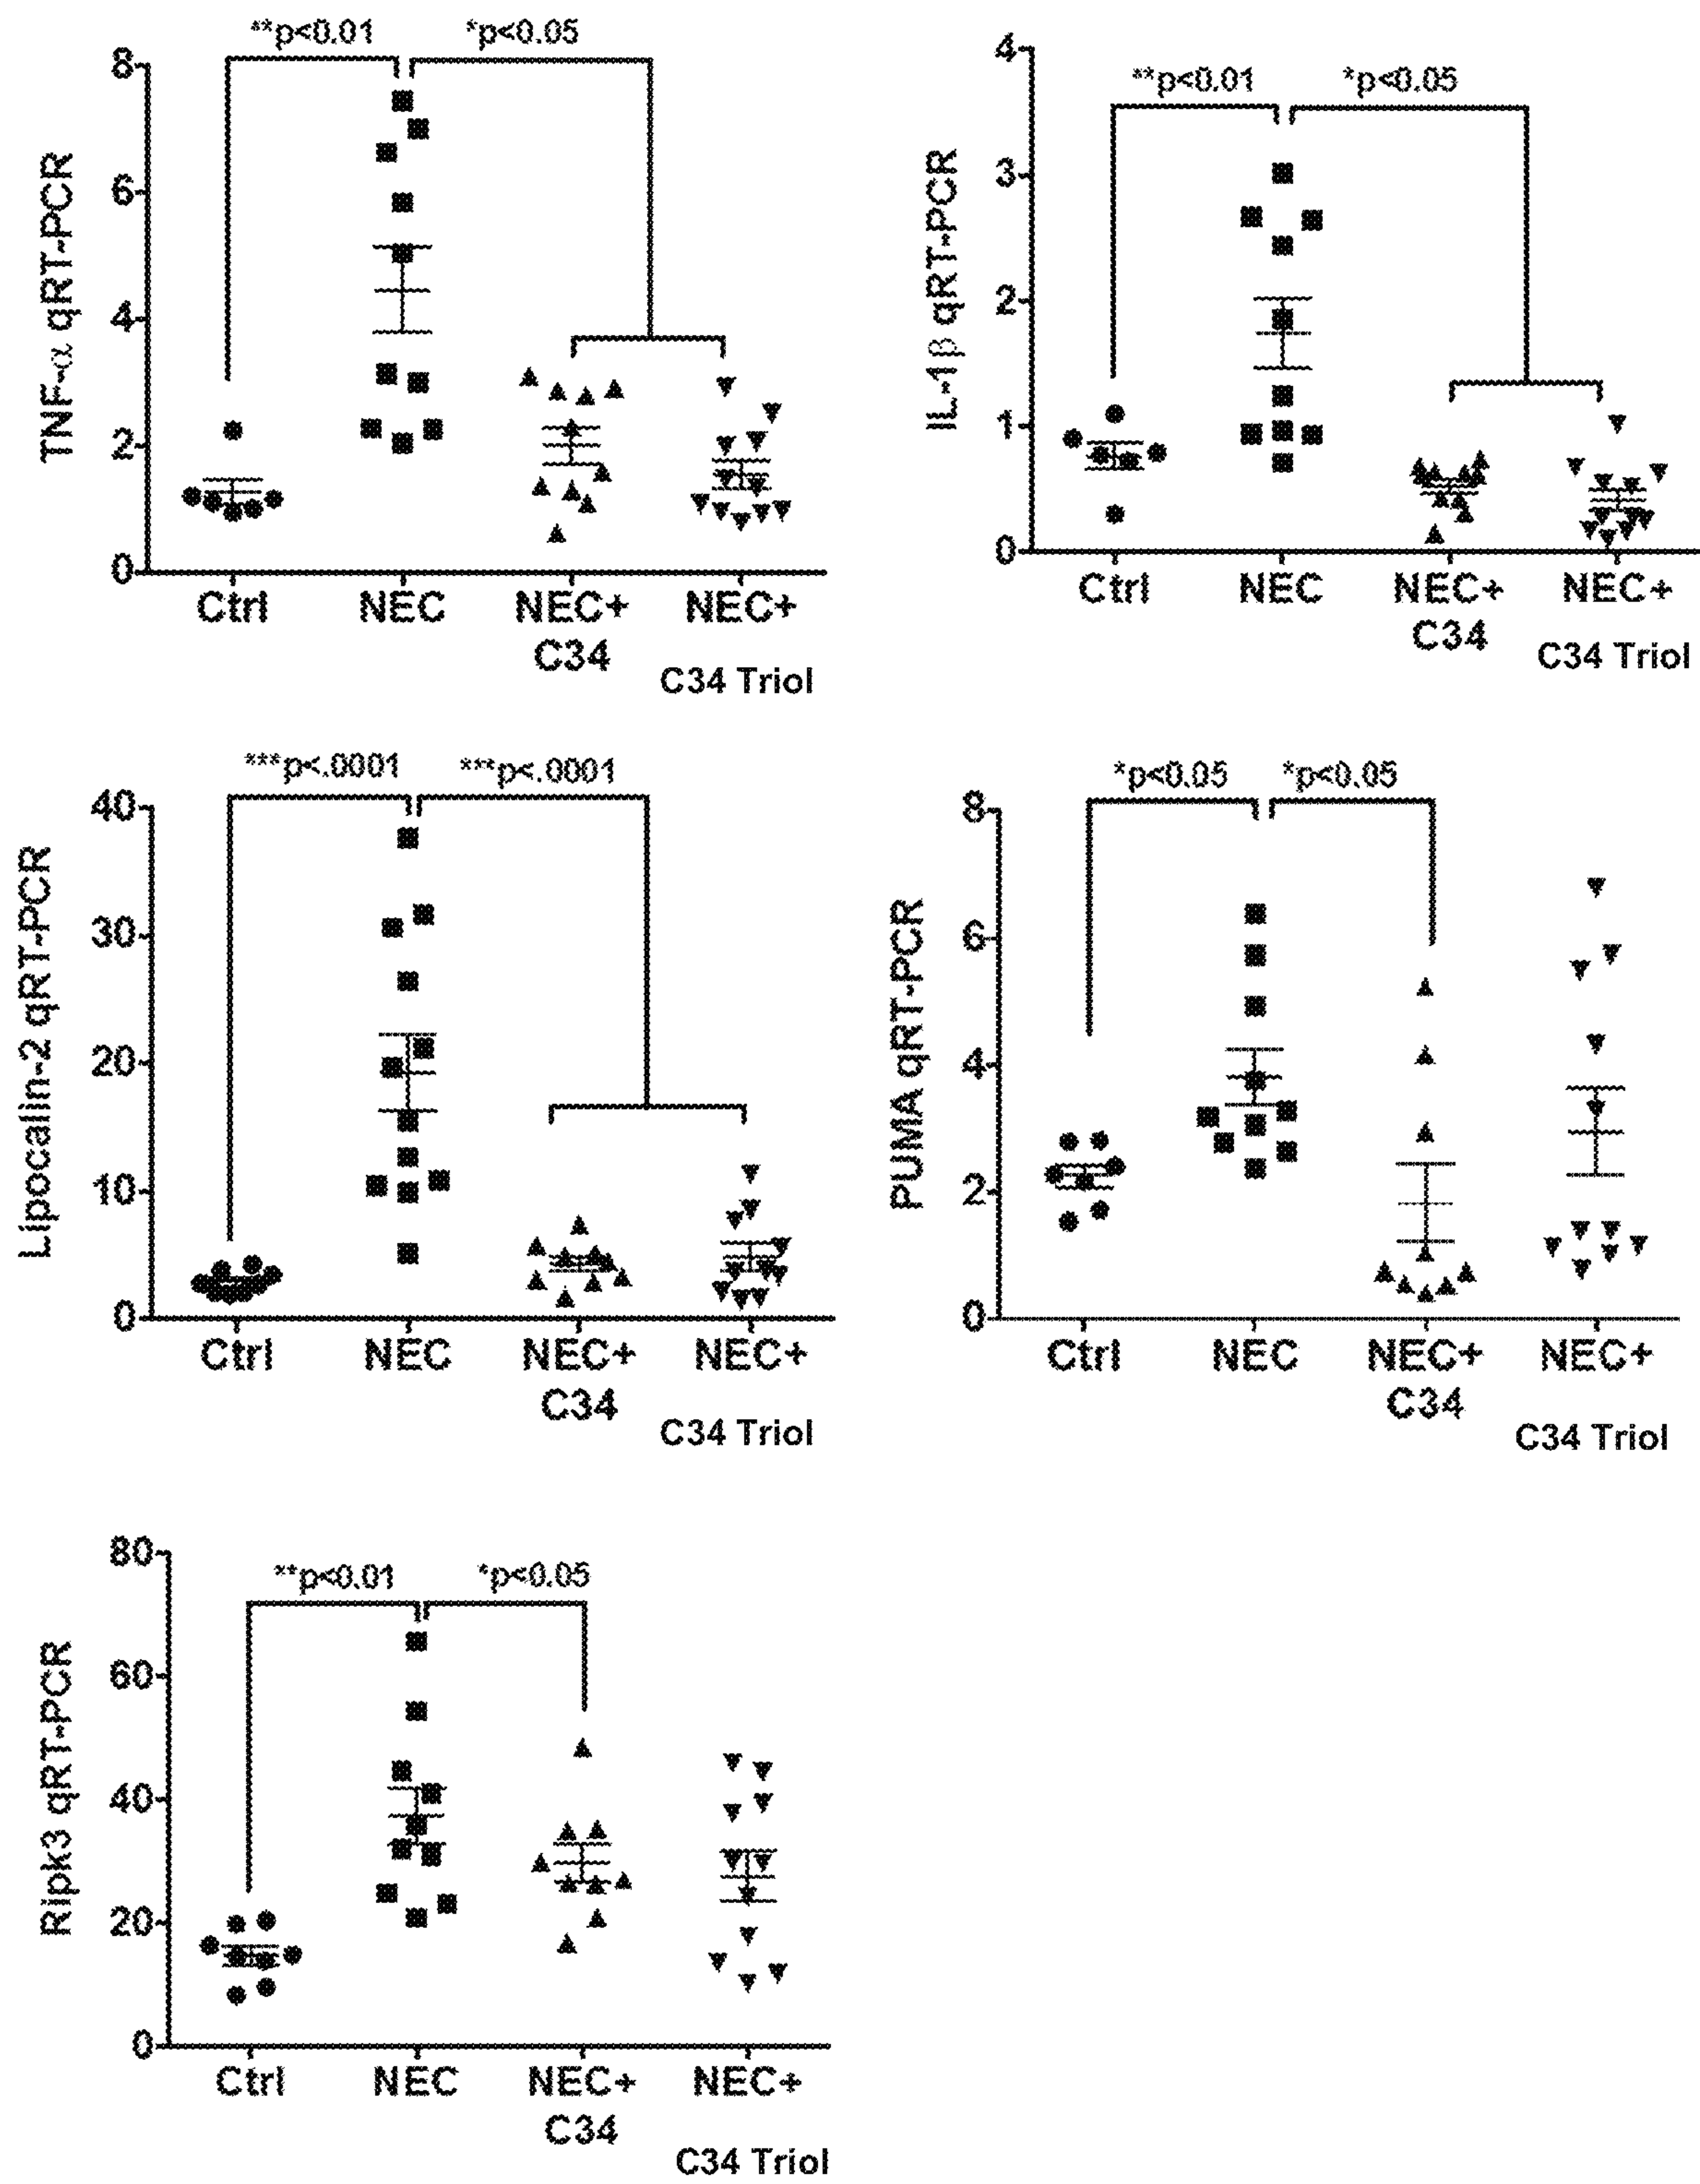 **p<0.01 *p<0.05
TNF-α qRT-PCR
8
6
4
2
0
Ctrl NEC NEC+ NEC+
C34
C34 Triol
**p<0.01 *p<0.05
IL-1β qRT-PCR
4
3
2
1
0
Ctrl NEC NEC+ NEC+
C34
C34 Triol
***p<.0001 ***p<.0001
Lipocalin-2 qRT-PCR
40
30
20
10
0
Ctrl NEC NEC+ NEC+
C34
C34 Triol
*p<0.05 *p<0.05
PUMA qRT-PCR
8
6
4
2
0
Ctrl NEC NEC+ NEC+
C34
C34 Triol
**p<0.01 *p<0.05
Ripk3 qRT-PCR
80
60
40
20
0
Ctrl NEC NEC+ NEC+
C34
C34 Triol